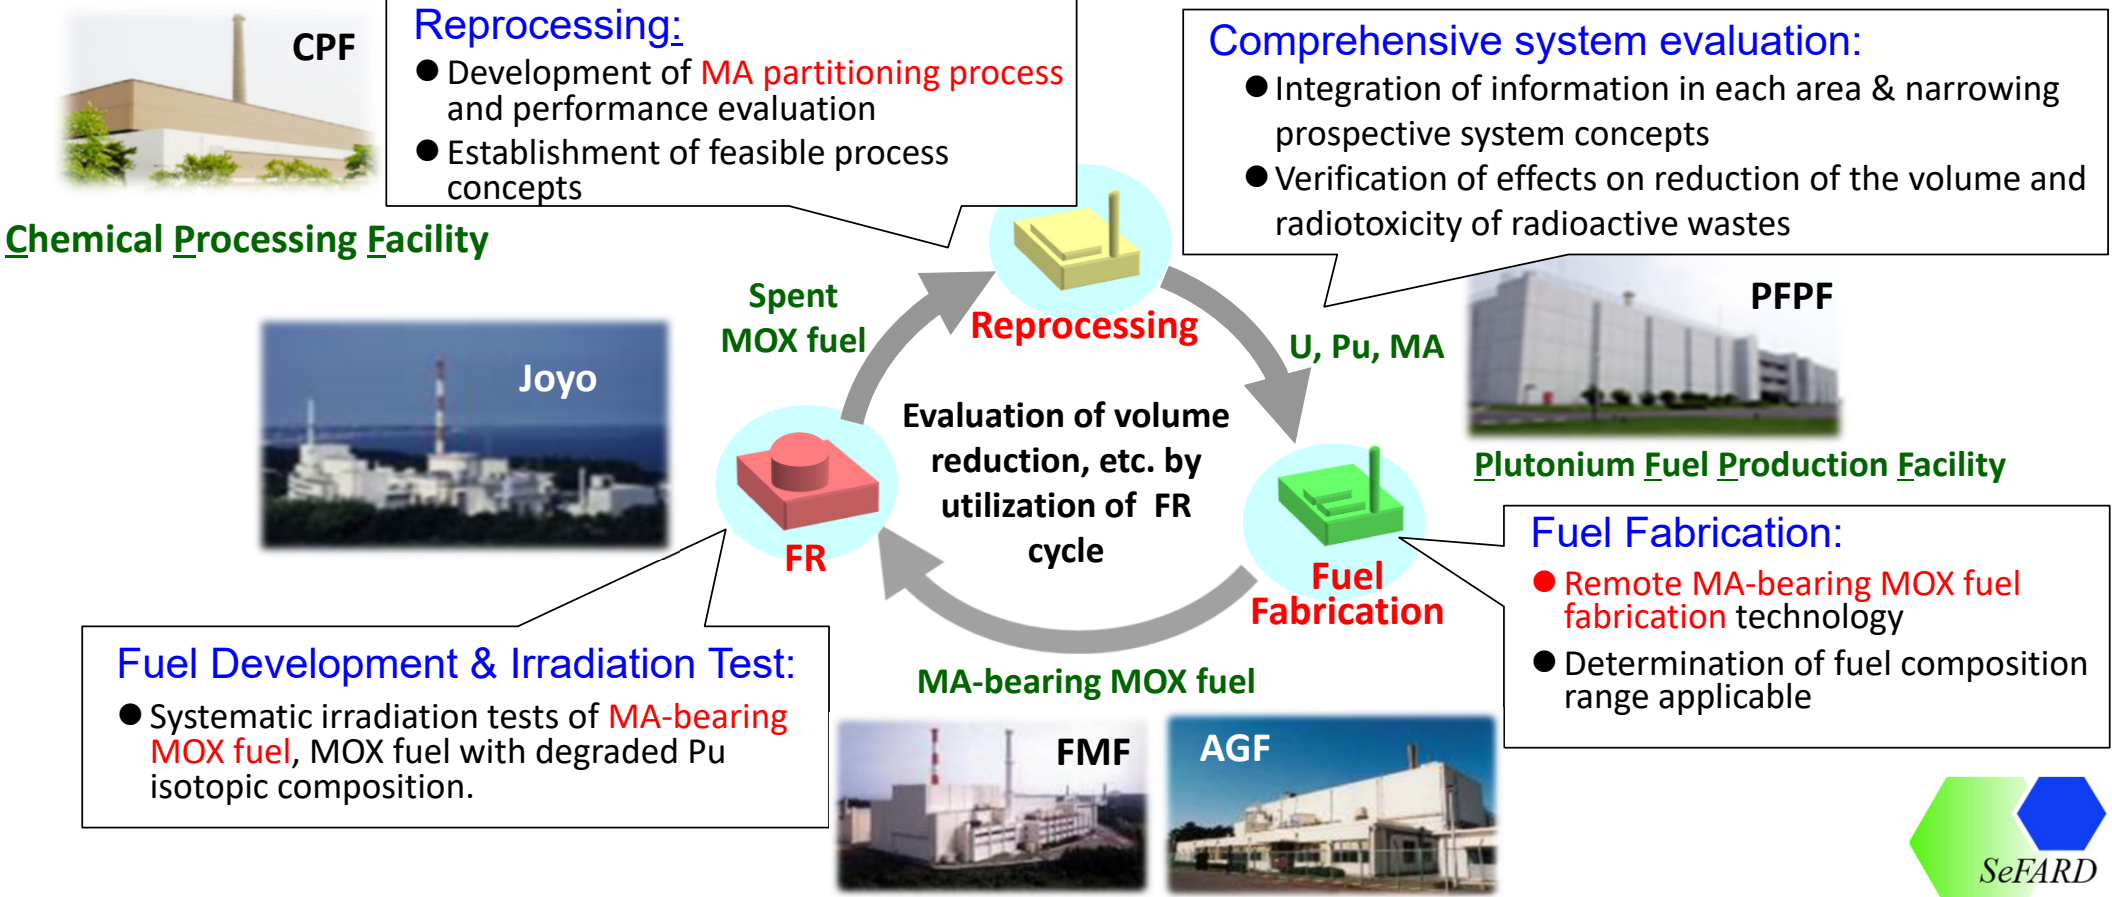 CPF
Chemical Processing Facility
Reprocessing:
● Development of MA partitioning process
and performance evaluation
● Establishment of feasible process
concepts
Comprehensive system evaluation:
● Integration of information in each area & narrowing
prospective system concepts
● Verification of effects on reduction of the volume and
radiotoxicity of radioactive wastes
Joyo
Spent
MOX fuel
Reprocessing
U, Pu, MA
PFPF
Plutonium Fuel Production Facility
Evaluation of volume
reduction, etc. by
utilization of FR
cycle
FR
Fuel
Fabrication
Fuel Fabrication:
● Remote MA-bearing MOX fuel
fabrication technology
● Determination of fuel composition
range applicable
Fuel Development & Irradiation Test:
● Systematic irradiation tests of MA-bearing
MOX fuel, MOX fuel with degraded Pu
isotopic composition.
MA-bearing MOX fuel
FMF
AGF
SeFARD